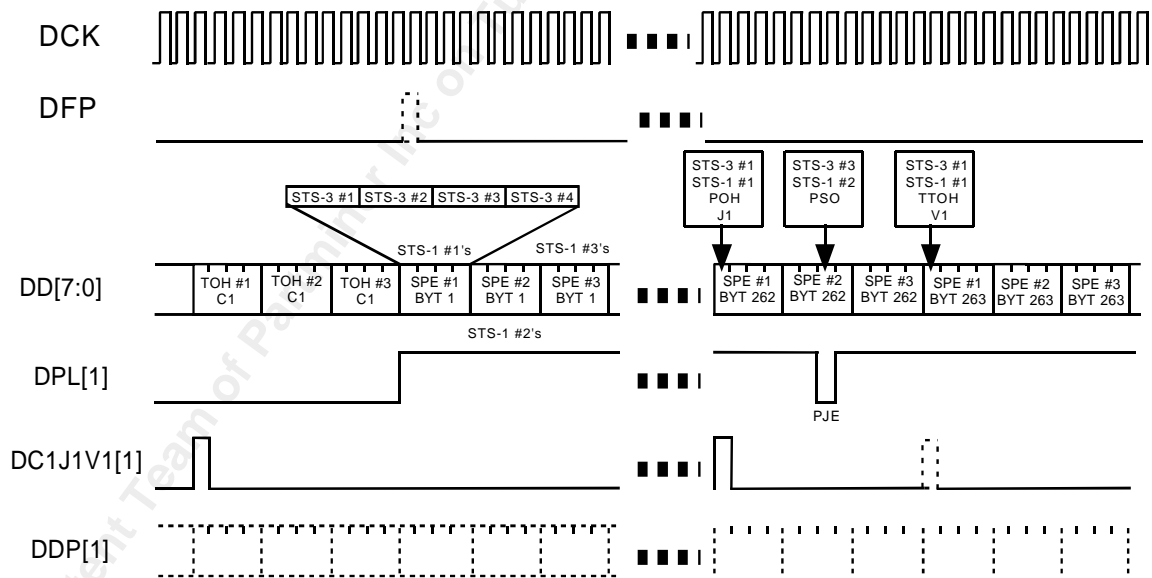 DCK
DFP
STS-3 #1 STS-3 #2 STS-3 #3 STS-3 #4
STS-3 #1
STS-1 #1
POH
J1
STS-3 #3
STS-1 #2
PSO
STS-3 #1
STS-1 #1
TTOH
V1
STS-1 #1's
STS-1 #3's
DD[7:0]
TOH #1
C1
TOH #2
C1
TOH #3
C1
SPE #1
BYT 1
SPE #2
BYT 1
SPE #3
BYT 1
SPE #1
BYT 262
SPE #2
BYT 262
SPE #3
BYT 262
SPE #1
BYT 263
SPE #2
BYT 263
SPE #3
BYT 263
STS-1 #2's
DPL[1]
PJE
DC1J1V1[1]
DDP[1]
Team of Partminer Inc on